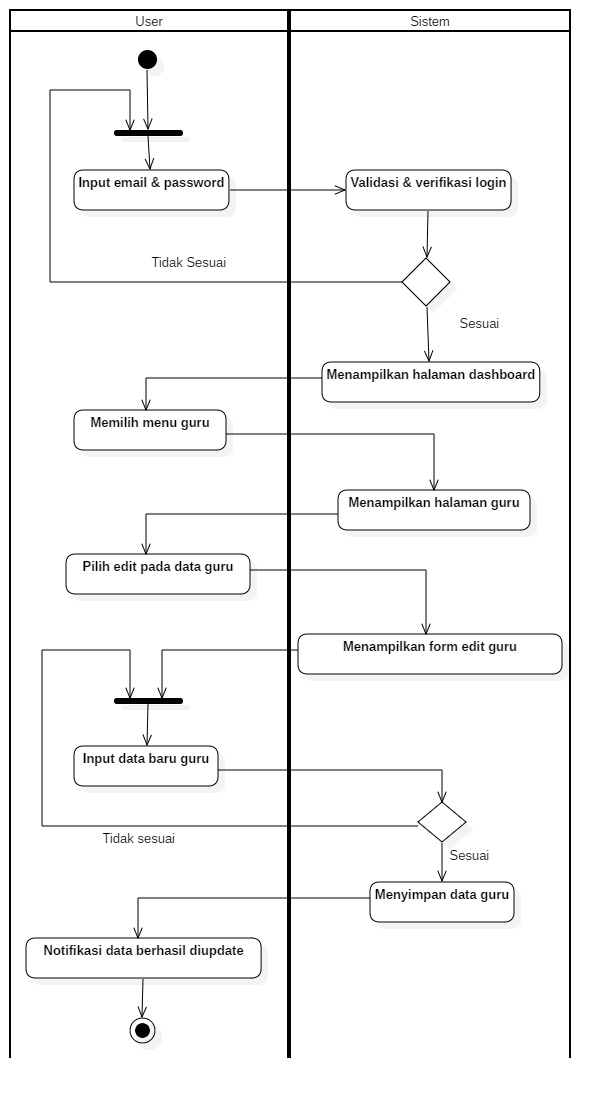 User
Sistem
Input email & password
Validasi & verifikasi login
Tidak Sesuai
Sesuai
Menampilkan halaman dashboard
Memilih menu guru
Menampilkan halaman guru
Pilih edit pada data guru
Menampilkan form edit guru
Input data baru guru
Tidak sesuai
Sesuai
Menyimpan data guru
Notifikasi data berhasil diupdate